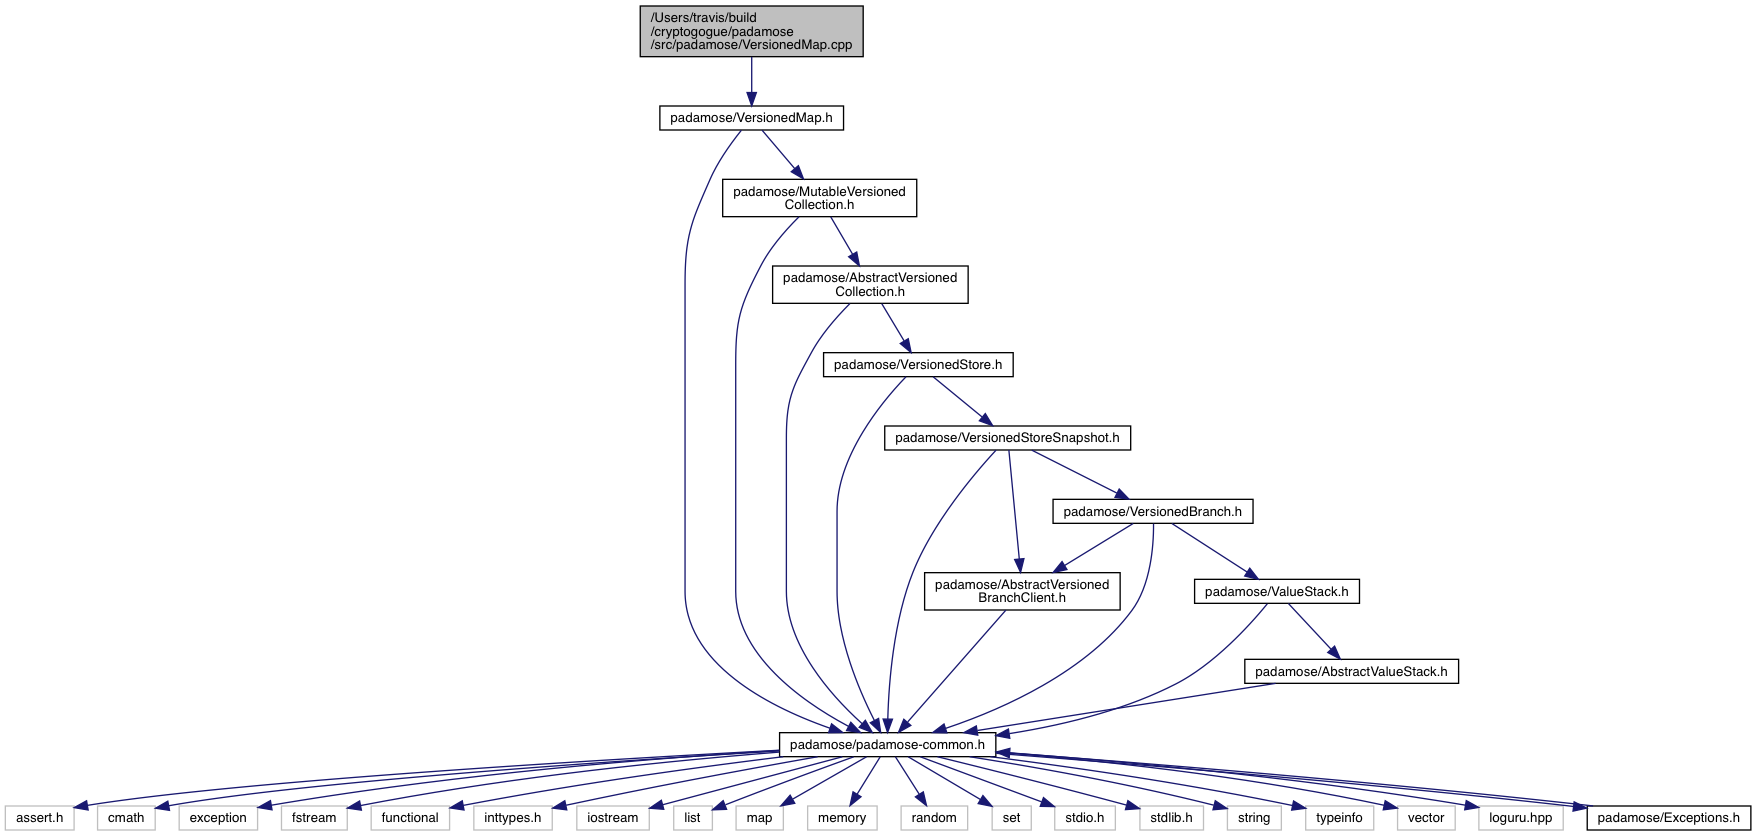 /Users/travis/build
/cryptogogue/padamose
/src/padamose/VersionedMap.cpp
padamose/VersionedMap.h
padamose/MutableVersioned
Collection.h
padamose/AbstractVersioned
Collection.h
padamose/VersionedStore.h
padamose/VersionedStoreSnapshot.h
padamose/VersionedBranch.h
padamose/AbstractVersioned
BranchClient.h
padamose/ValueStack.h
padamose/AbstractValueStack.h
padamose/padamose-common.h
assert.h
cmath
exception
fstream
functional
inttypes.h
iostream
list
map
memory
random
set
stdio.h
stdlib.h
string
typeinfo
vector
loguru.hpp
padamose/Exceptions.h